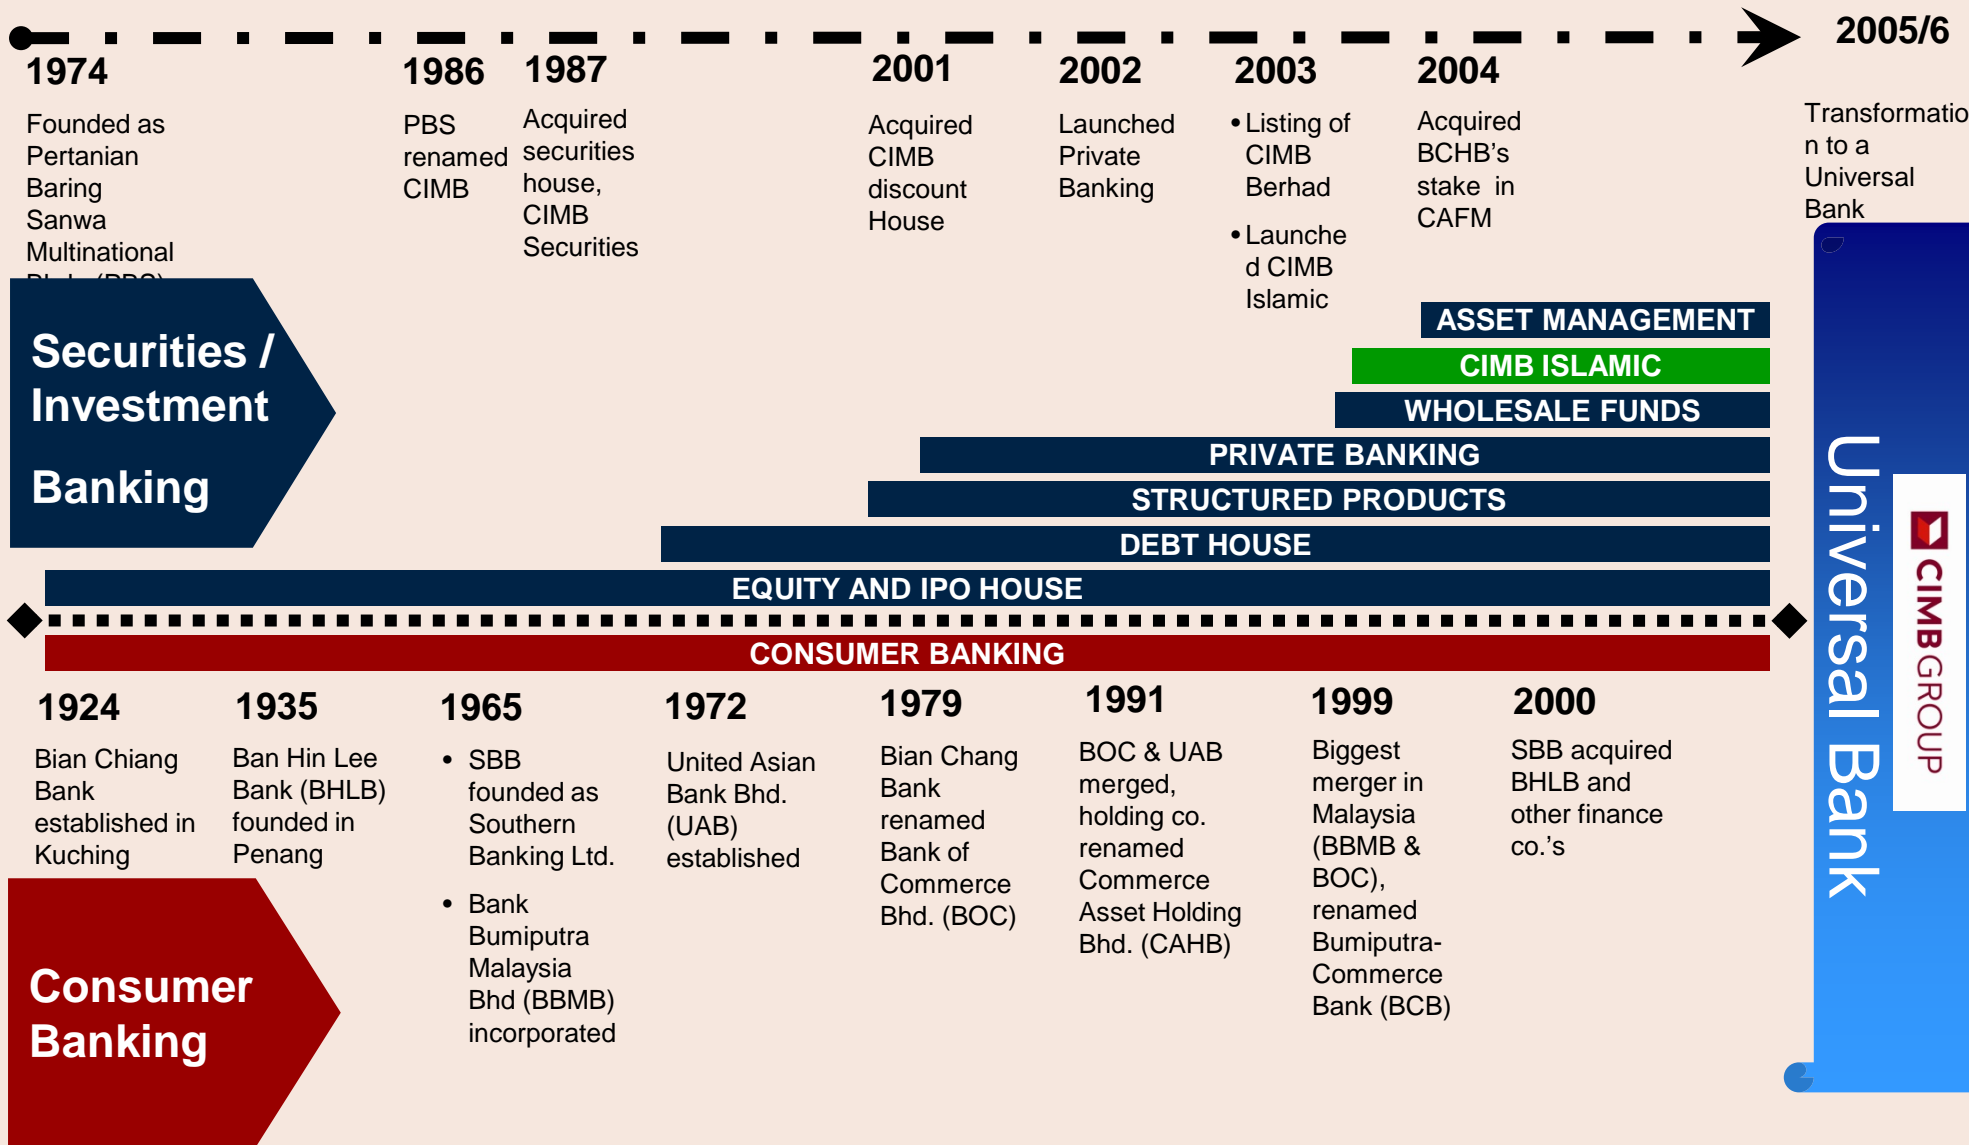 2005/6
1974
1986
1987
2001
2002
2003
2004
Founded as
Pertanian
Baring
Sanwa
Multinational
PBS
renamed
CIMB
Acquired
securities
house,
CIMB
Securities
Acquired
CIMB
discount
House
Launched
Private
Banking
• Listing of
CIMB
Berhad
• Launche
d CIMB
Islamic
Acquired
BCHB’s
stake in
CAFM
Transformatio
n to a
Universal
Bank
Securities /
Investment
Banking
ASSET MANAGEMENT
CIMB ISLAMIC
WHOLESALE FUNDS
PRIVATE BANKING
STRUCTURED PRODUCTS
DEBT HOUSE
EQUITY AND IPO HOUSE
CONSUMER BANKING
Universal Bank
CIMBGROUP
1924
1935
1965
1972
1979
1991
1999
2000
Bian Chiang
Bank
established in
Kuching
Ban Hin Lee
Bank (BHLB)
founded in
Penang
• SBB
founded as
Southern
Banking Ltd.
• Bank
Bumiputra
Malaysia
Bhd (BBMB)
incorporated
United Asian
Bank Bhd.
(UAB)
established
Bian Chang
Bank
renamed
Bank of
Commerce
Bhd. (BOC)
BOC & UAB
merged,
holding co.
renamed
Commerce
Asset Holding
Bhd. (CAHB)
Biggest
merger in
Malaysia
(BBMB &
BOC),
renamed
Bumiputra-
Commerce
Bank (BCB)
SBB acquired
BHLB and
other finance
co.’s
Consumer
Banking